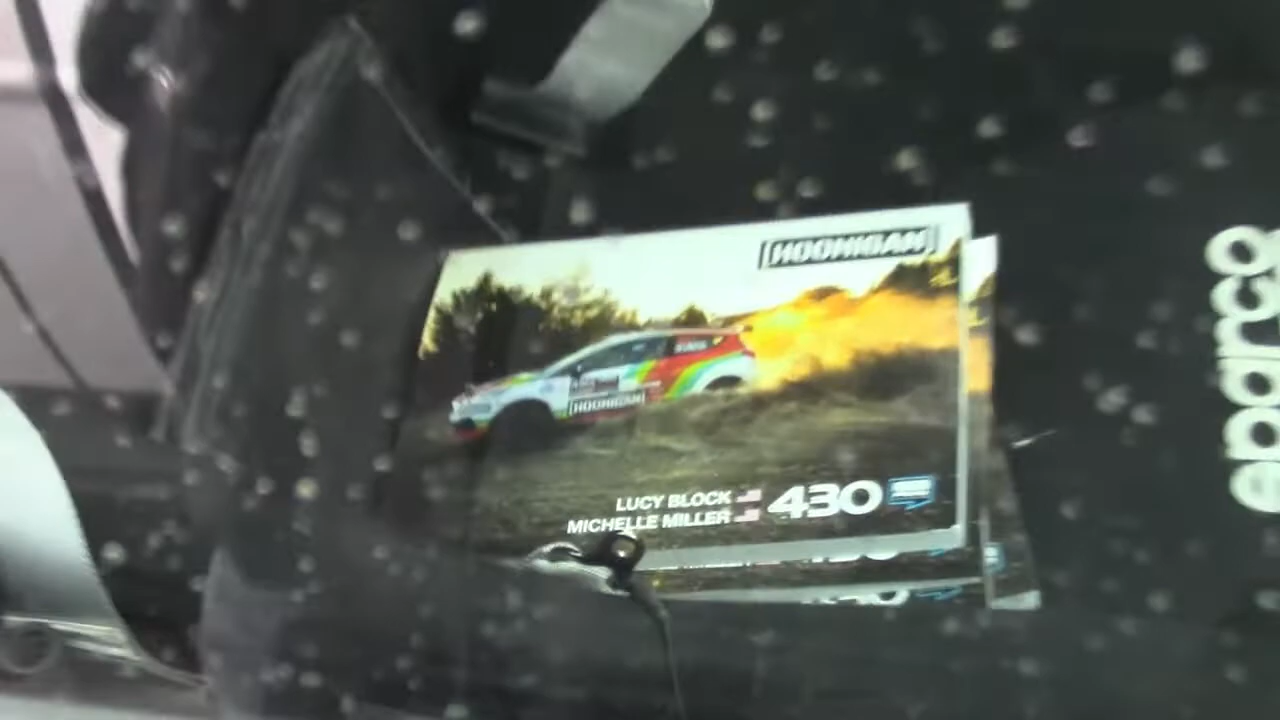 [HOONIGAN]
[HOONIGAN]
LUCY BLOCK
MICHELLE MILLER
430
sparco